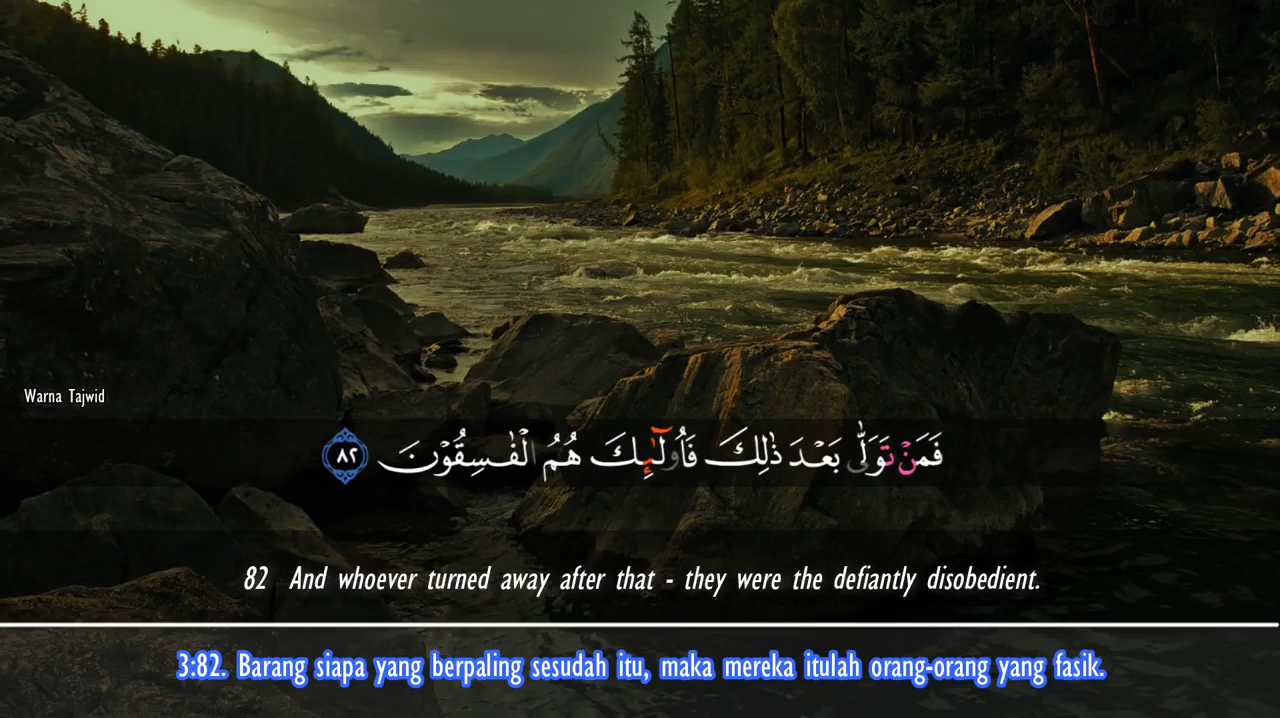 Warna Tajwid
فَمَنْ تَوَلّٰى بَعْدَ ذٰلِكَ فَاُولٰۤىِٕكَ هُمُ الْفٰسِقُوْنَ ٨٢
82 And whoever turned away after that - they were the defiantly disobedient.
3:82. Barang siapa yang berpaling sesudah itu, maka mereka itulah orang-orang yang fasik.